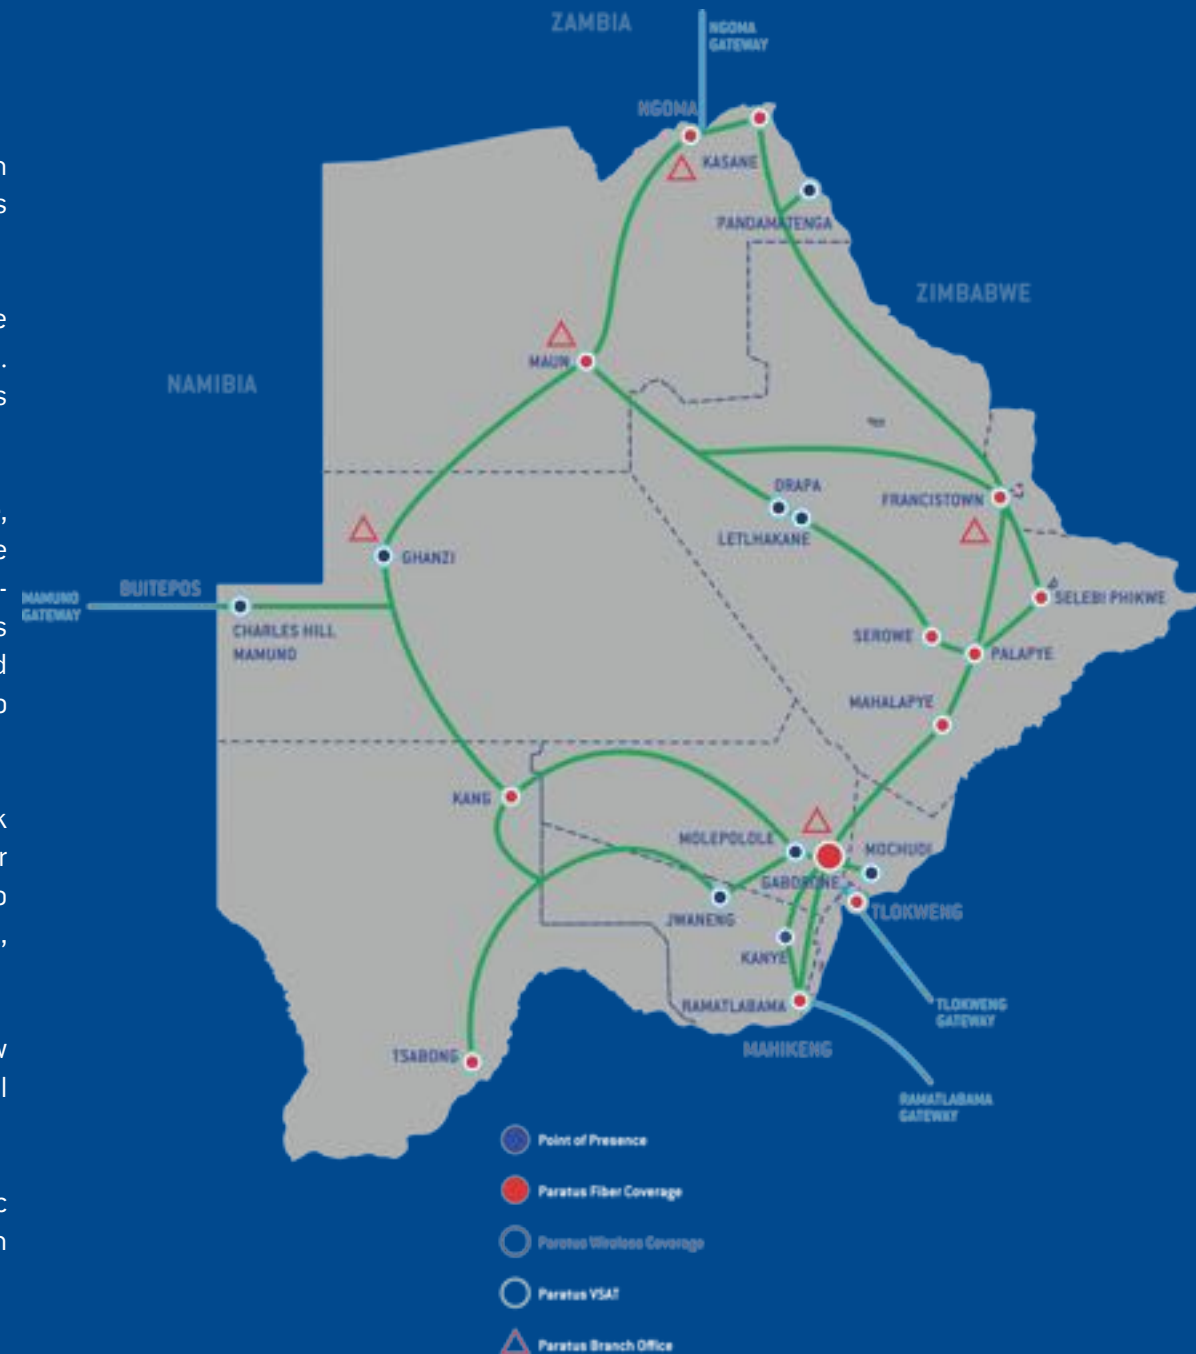 ZAMBIA
NGOMA
GATEWAY
NGOMA
KASANE
PANDAMATENGA
ZIMBABWE
NAMIBIA
MAUN
ORAPA
LETLHAKANE
FRANCISTOWN
GHANZI
BUITEPOS
MAMUNO
GATEWAY
CHARLES HILL
MAMUNO
SELEBI PHIKWE
SEROWE
PALAPYE
MAHALAPYE
KANG
MOLEPOLOLE
MOCHUDI
GABORONE
JWANENG
TLOKWENG
KANYE
RAMATLABAMA
TLOKWENG
GATEWAY
MAHIKENG
TSABONG
RAMATLABAMA
GATEWAY
Point of Presence
Paratus Fiber Coverage
Paratus Wireless Coverage
Paratus VSAT
Paratus Branch Office